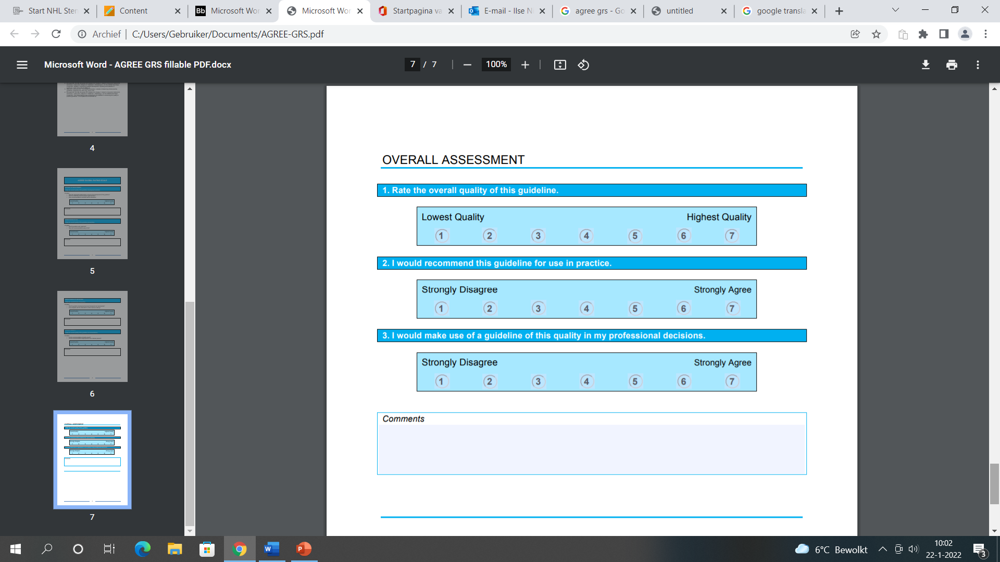 Start NHL Sten
Content
Bb
Microsoft Wor
Microsoft Wor
Startpagina va
E-mail - Ilse N
agree grs - Go
untitled
google transla
Archief
C:/Users/Gebruiker/Documents/AGREE-GRS.pdf
Microsoft Word - AGREE GRS fillable PDF.docx
7 / 7
100%
4
5
6
7
OVERALL ASSESSMENT
1. Rate the overall quality of this guideline.
Lowest Quality
Highest Quality
1 2 3 4 5 6 7
2. I would recommend this guideline for use in practice.
Strongly Disagree
Strongly Agree
1 2 3 4 5 6 7
3. I would make use of a guideline of this quality in my professional decisions.
Strongly Disagree
Strongly Agree
1 2 3 4 5 6 7
Comments
6°C Bewolkt
10:02
22-1-2022
3